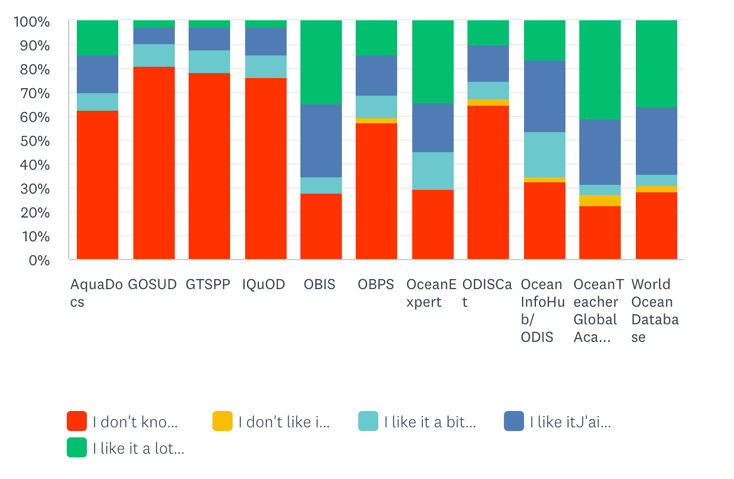 100%
90%
80%
70%
60%
50%
40%
30%
20%
10%
0%
AquaDo
cs
GOSUD
GTSPP
IQuOD
OBIS
OBPS
OceanE
xpert
ODISCa
t
Ocean
InfoHu
b/
ODIS
OceanT
eacher
Global
Aca...
World
Ocean
Databa
se
I don't kno...
I don't like i...
I like it a bit...
I like itJ'ai...
I like it a lot...